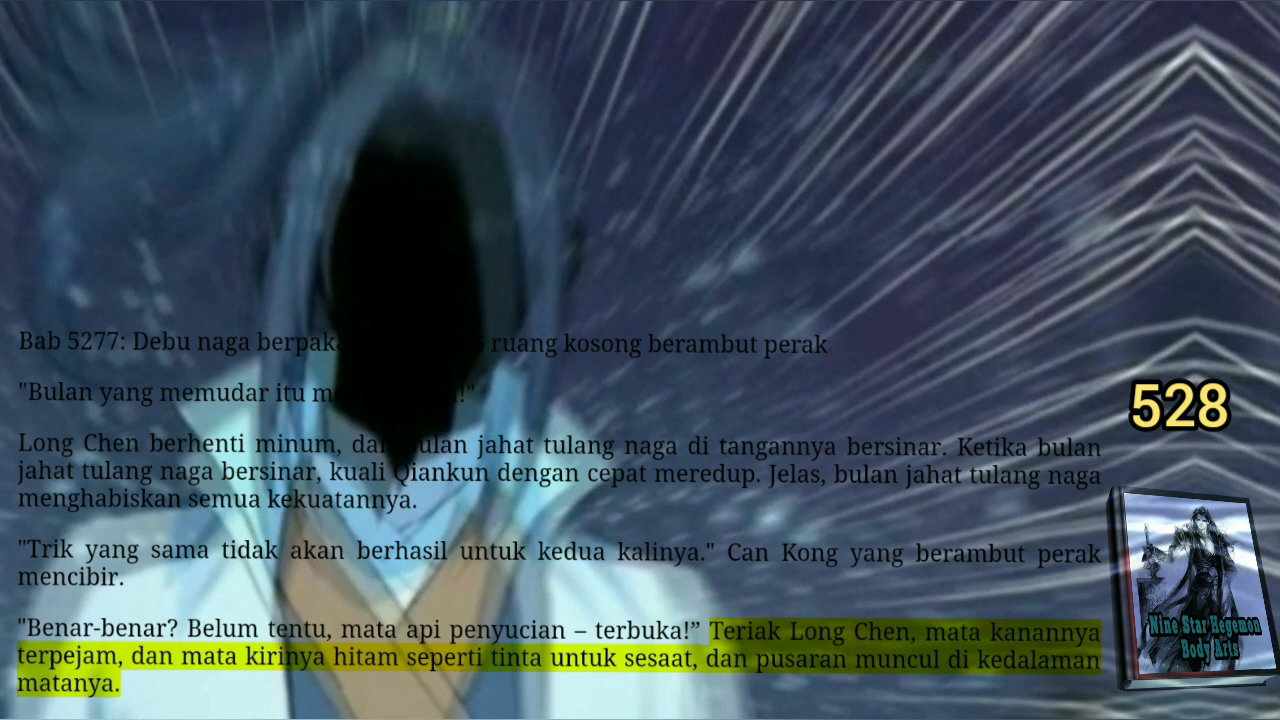 Bab 5277: Debu naga berpaka ruang kosong berambut perak
"Bulan yang memudar itu m !"
Long Chen berhenti minum, dan bulan jahat tulang naga di tangannya bersinar. Ketika bulan
jahat tulang naga bersinar, kuali Qiankun dengan cepat meredup. Jelas, bulan jahat tulang naga
menghabiskan semua kekuatannya.
"Trik yang sama tidak akan berhasil untuk kedua kalinya." Can Kong yang berambut perak
mencibir.
"Benar-benar? Belum tentu, mata api penyucian – terbuka!” Teriak Long Chen, mata kanannya
terpejam, dan mata kirinya hitam seperti tinta untuk sesaat, dan pusaran muncul di kedalaman
matanya.
528
Nine Star Hegemon
Body Arts